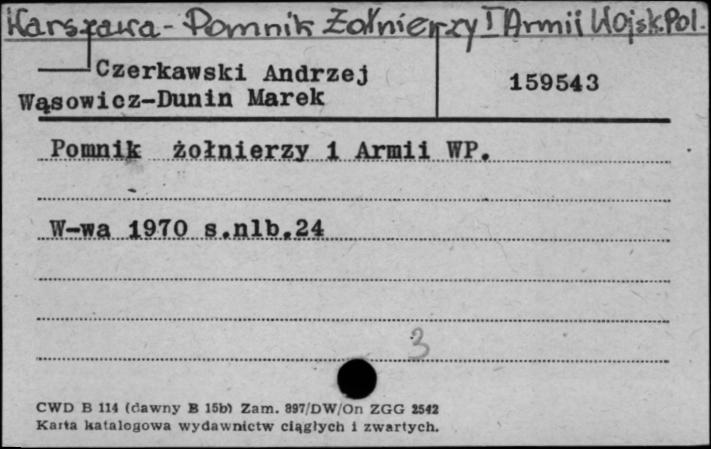 Warszawa - Pomnik Żołnierzy I Armii Wojsk. Pol.
Czerkawski Andrzej
159543
Wąsowicz-Dunin Marek
Pomnik żołnierzy 1 Armii WP.
W-wa 1970 s.nlb.24
3
CWD B 114 (dawny B 15b) Zam. 897/DW/On ZGG 2542
Karta katalogowa wydawnictw ciągłych i zwartych.